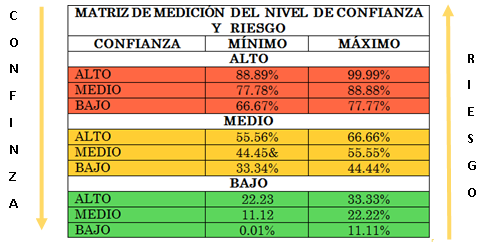 MATRIZ DE MEDICIÓN DEL NIVEL DE CONFIANZA
Y RIESGO
CONFIANZA MÍNIMO MÁXIMO
ALTO
ALTO 88.89% 99.99%
MEDIO 77.78% 88.88%
BAJO 66.67% 77.77%
MEDIO
ALTO 55.56% 66.66%
MEDIO 44.45& 55.55%
BAJO 33.34% 44.44%
BAJO
ALTO 22.23 33.33%
MEDIO 11.12 22.22%
BAJO 0.01% 11.11%
CONFINZA
RIESGO